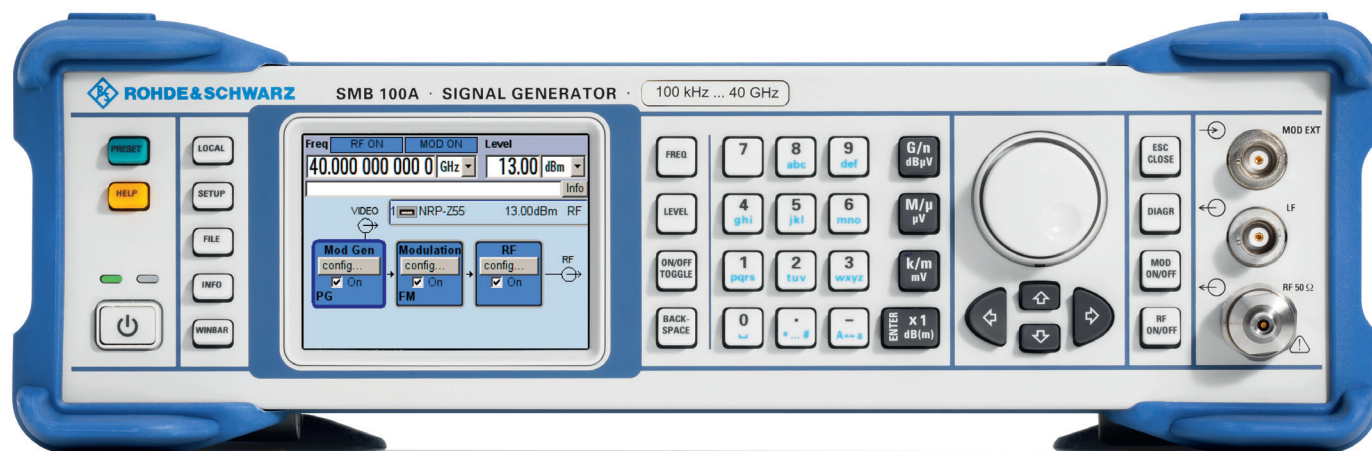 ROHDE&SCHWARZ
SMB 100A · SIGNAL GENERATOR · 100 kHz ... 40 GHz
PRESET
HELP
LOCAL
SETUP
FILE
INFO
WINBAR
Freq RF ON MOD ON Level
40.000 000 000 0 GHz 13.00 dBm
Info
VIDEO 1 NRP-Z55 13.00dBm RF
Mod Gen Modulation RF
config... config... config... RF
On On On
PG FM
FREQ
LEVEL
ON/OFF
TOGGLE
BACK-
SPACE
7 8 9 G/n
abc def dBµV
4 5 6 M/µ
ghi jkl mno µV
1 2 3 k/m
pqrs tuv wxyz mV
0 . – ENTER x 1
␣ *...# A↔a dB(m)
ESC
CLOSE
DIAGR
MOD
ON/OFF
RF
ON/OFF
MOD EXT
LF
RF 50 Ω